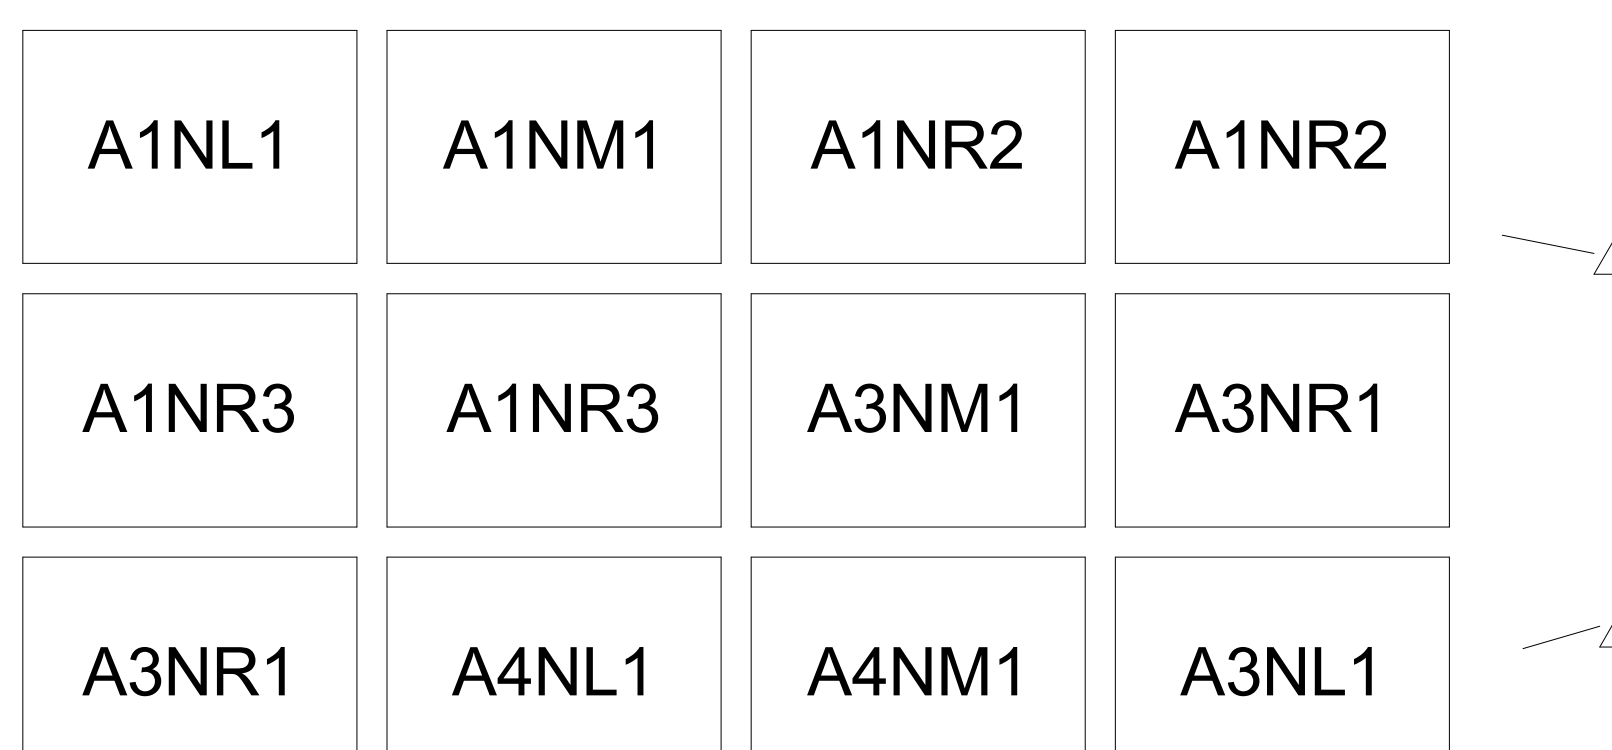 A1NL1 A1NM1 A1NR2 A1NR2
A1NR3 A1NR3 A3NM1 A3NR1
A3NR1 A4NL1 A4NM1 A3NL1